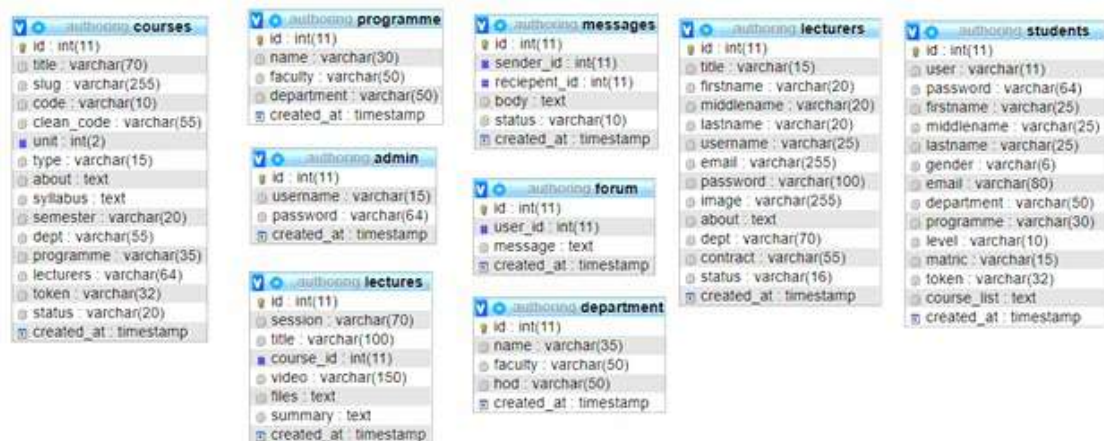 authoring courses
id : int(11)
title : varchar(70)
slug : varchar(255)
code : varchar(10)
clean_code : varchar(55)
unit : int(2)
type : varchar(15)
about : text
syllabus : text
semester : varchar(20)
dept : varchar(55)
programme : varchar(35)
lecturers : varchar(64)
token : varchar(32)
status : varchar(20)
created_at : timestamp
authoring programme
id : int(11)
name : varchar(30)
faculty : varchar(50)
department : varchar(50)
created_at : timestamp
authoring admin
id : int(11)
username : varchar(15)
password : varchar(64)
created_at : timestamp
authoring lectures
id : int(11)
session : varchar(70)
title : varchar(100)
course_id : int(11)
video : varchar(150)
files : text
summary : text
created_at : timestamp
authoring messages
id : int(11)
sender_id : int(11)
reciepent_id : int(11)
body : text
status : varchar(10)
created_at : timestamp
authoring forum
id : int(11)
user_id : int(11)
message : text
created_at : timestamp
authoring department
id : int(11)
name : varchar(35)
faculty : varchar(50)
hod : varchar(50)
created_at : timestamp
authoring lecturers
id : int(11)
title : varchar(15)
firstname : varchar(20)
middlename : varchar(20)
lastname : varchar(20)
username : varchar(25)
email : varchar(255)
password : varchar(100)
image : varchar(255)
about : text
dept : varchar(70)
contract : varchar(55)
status : varchar(16)
created_at : timestamp
authoring students
id : int(11)
user : varchar(11)
password : varchar(64)
firstname : varchar(25)
middlename : varchar(25)
lastname : varchar(25)
gender : varchar(6)
email : varchar(80)
department : varchar(50)
programme : varchar(30)
level : varchar(10)
matric : varchar(15)
token : varchar(32)
course_list : text
created_at : timestamp